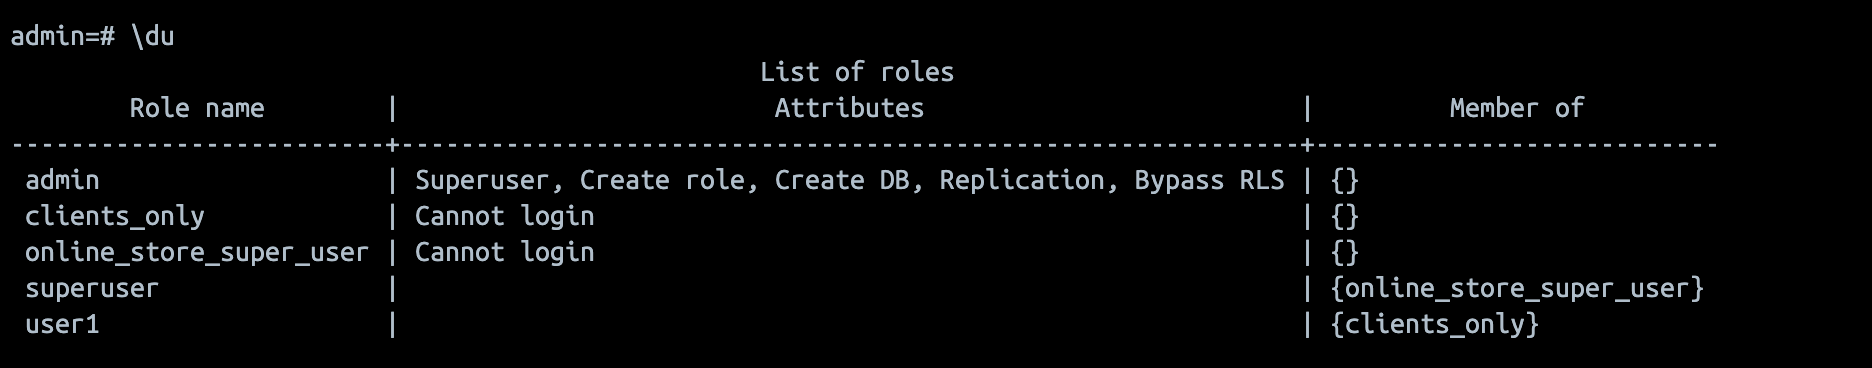 admin=# \du
List of roles
Role name | Attributes | Member of
-------------------------+------------------------------------------------------------+---------------------------
admin | Superuser, Create role, Create DB, Replication, Bypass RLS | {}
clients_only | Cannot login | {}
online_store_super_user | Cannot login | {}
superuser | | {online_store_super_user}
user1 | | {clients_only}